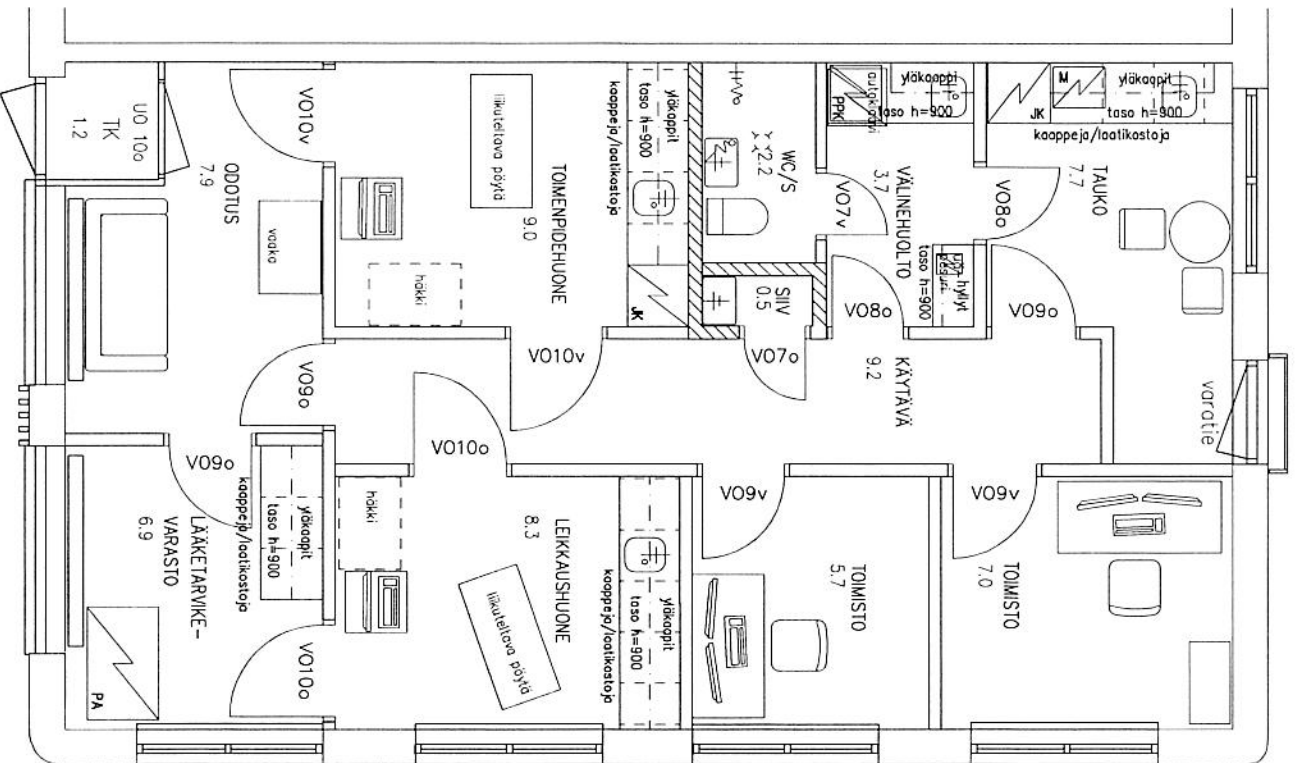 UO 10o
TK
1.2
ODOTUS
7.9
vaaka
VO10v
TOIMENPIDEHUONE
9.0
liikuteltava pöytä
häkki
kaappeja/laatikostoja
taso h=900
yläkaapit
JK
VO10v
WC/S
2.2
VO7v
SIIV
0.5
VO7o
autoklaavi
PPK
yläkaappi
taso h=900
VÄLINEHUOLTO
3.7
hyllyt
pesuri
taso h=900
VO8o
VO8o
M
JK
yläkaapit
taso h=900
kaappeja/laatikostoja
TAUKO
7.7
VO9o
varatie
KÄYTÄVÄ
9.2
VO9o
VO9o
LÄÄKETARVIKE-
VARASTO
6.9
PA
kaappeja/laatikostoja
taso h=900
yläkaapit
VO10o
VO10o
häkki
LEIKKAUSHUONE
8.3
liikuteltava pöytä
kaappeja/laatikostoja
taso h=900
yläkaapit
VO9v
TOIMISTO
5.7
VO9v
TOIMISTO
7.0